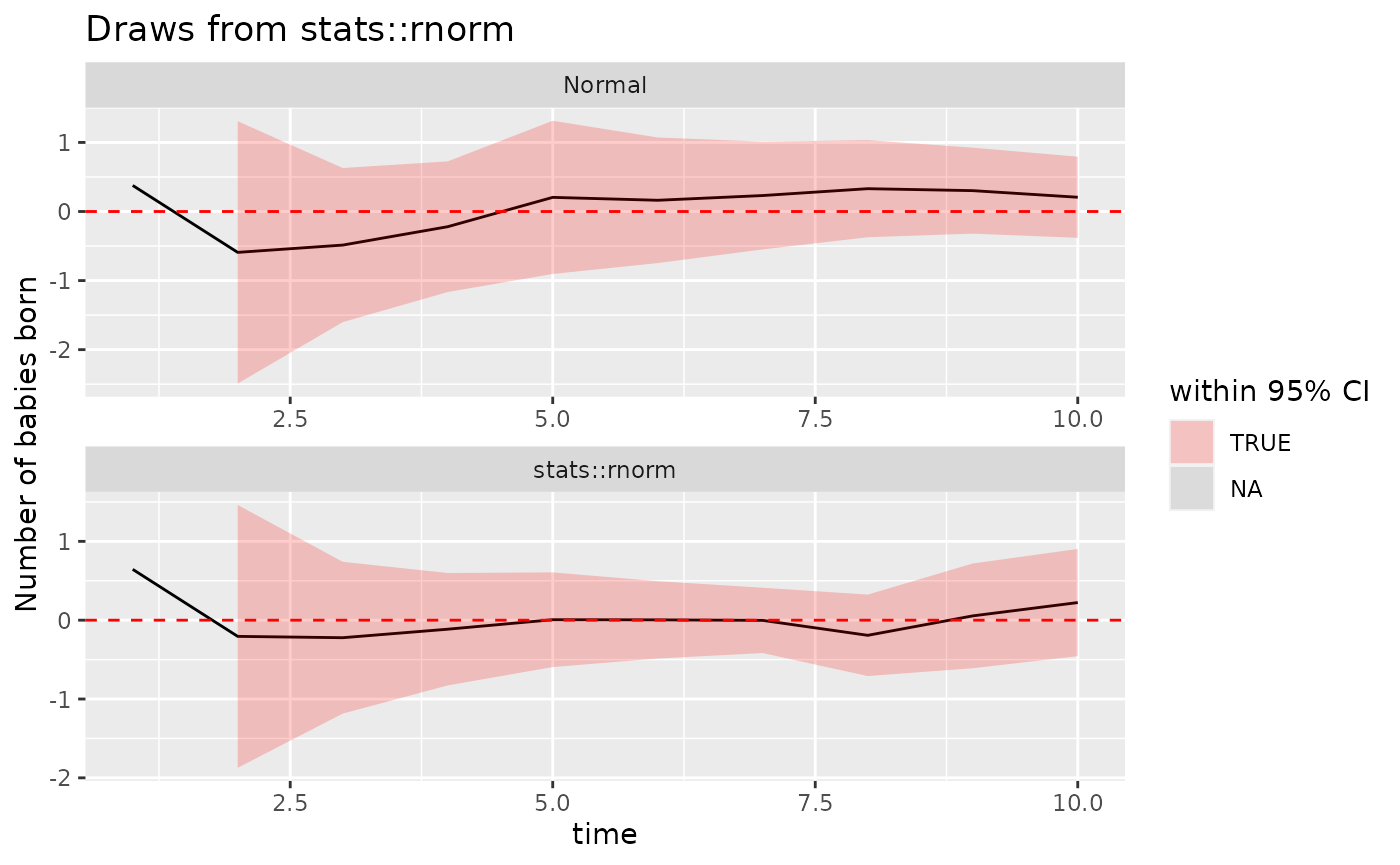 Draws from stats::rnorm
Normal
1
0
-1
-2
2.5 5.0 7.5 10.0
stats::rnorm
1
0
-1
-2
2.5 5.0 7.5 10.0
time
Number of babies born
within 95% CI
TRUE
NA